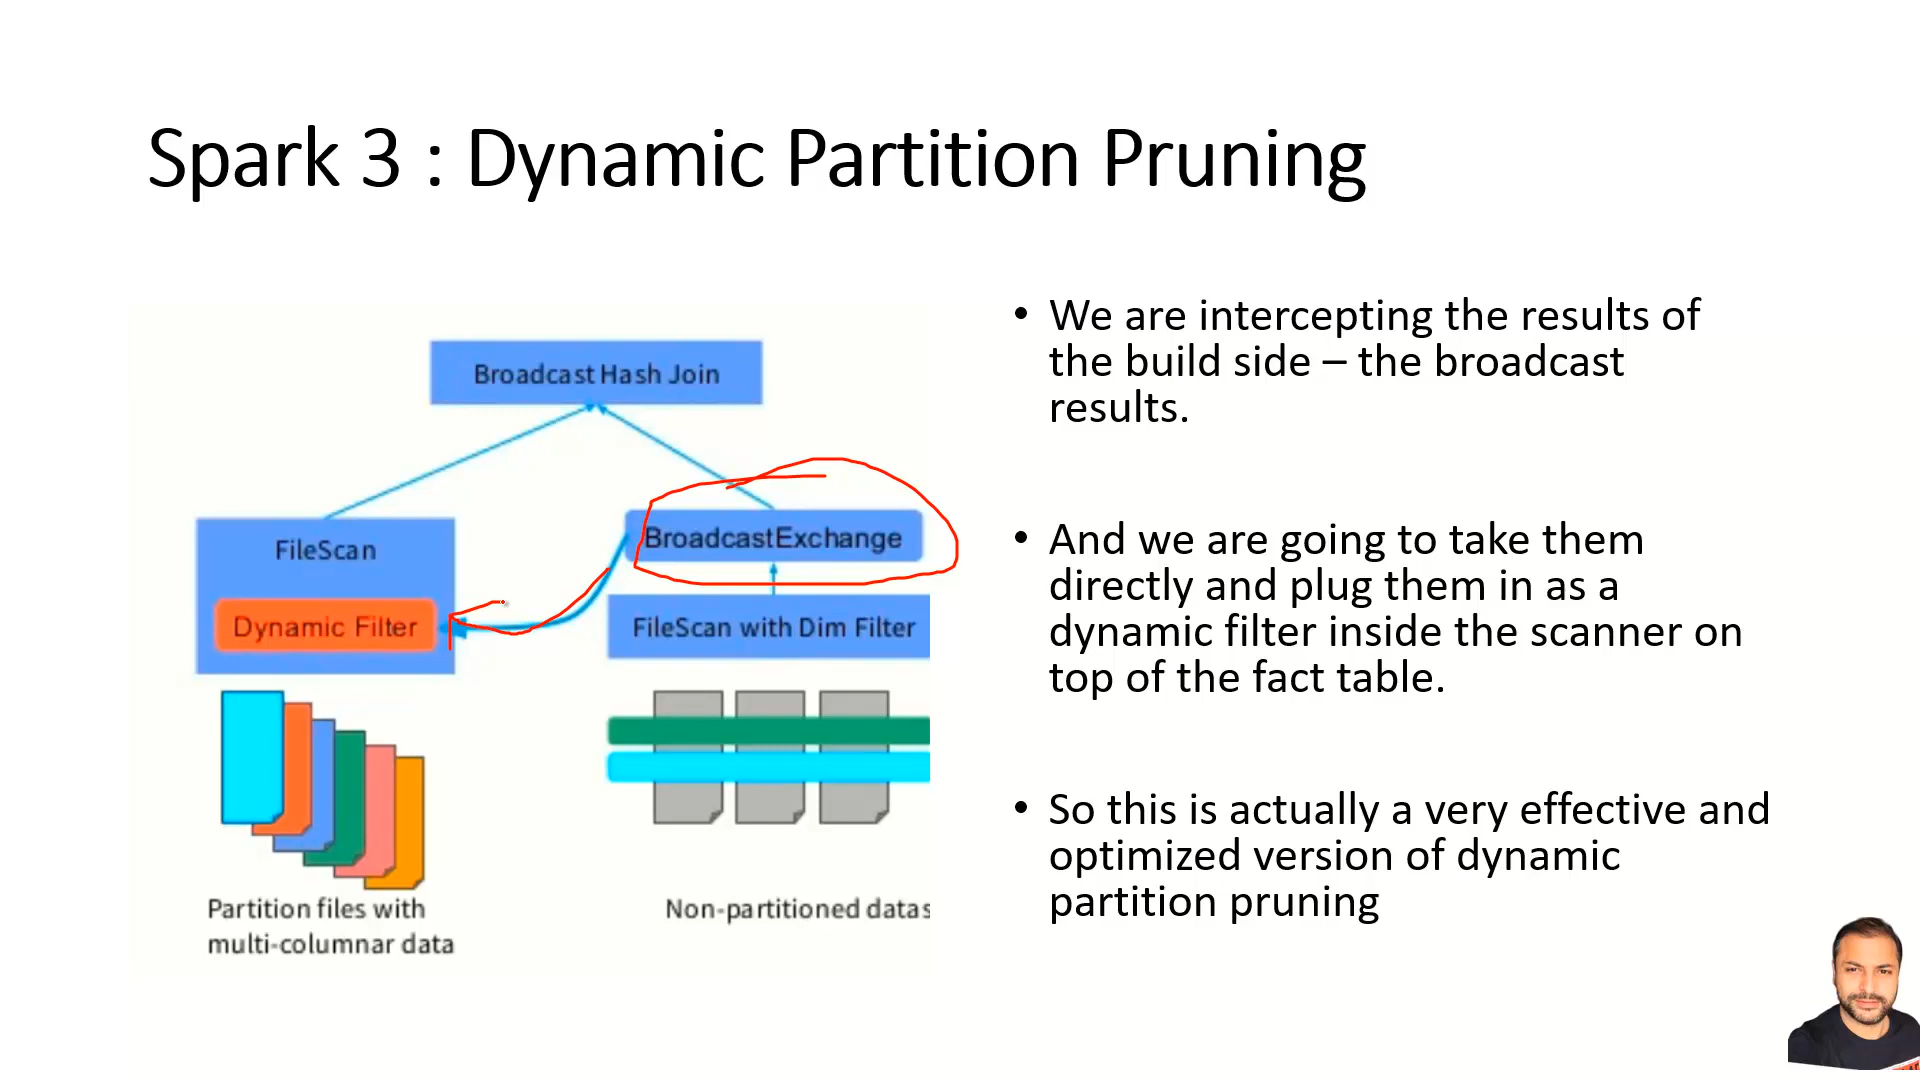 Spark 3 : Dynamic Partition Pruning
Broadcast Hash Join
FileScan
Dynamic Filter
BroadcastExchange
FileScan with Dim Filter
Partition files with
multi-columnar data
Non-partitioned datas
• We are intercepting the results of
the build side – the broadcast
results.
• And we are going to take them
directly and plug them in as a
dynamic filter inside the scanner on
top of the fact table.
• So this is actually a very effective and
optimized version of dynamic
partition pruning